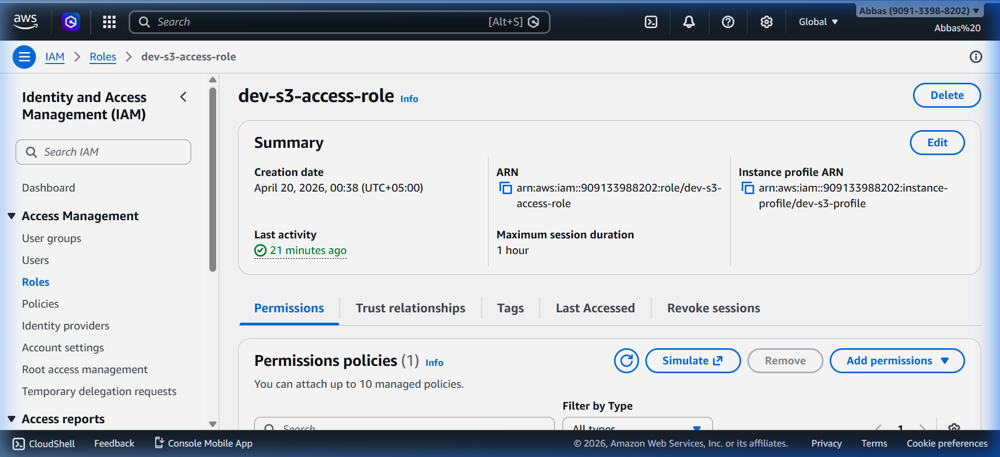 aws
Search
[Alt+S]
Global
Abbas (9091-3398-8202)
Abbas%20
IAM
Roles
dev-s3-access-role
Identity and Access
Management (IAM)
Search IAM
Dashboard
Access Management
User groups
Users
Roles
Policies
Identity providers
Account settings
Root access management
Temporary delegation requests
Access reports
dev-s3-access-role Info
Delete
Summary
Edit
Creation date
April 20, 2026, 00:38 (UTC+05:00)
ARN
arn:aws:iam::909133988202:role/dev-s3-
access-role
Instance profile ARN
arn:aws:iam::909133988202:instance-
profile/dev-s3-profile
Last activity
21 minutes ago
Maximum session duration
1 hour
Permissions
Trust relationships
Tags
Last Accessed
Revoke sessions
Permissions policies (1) Info
Simulate
Remove
Add permissions
You can attach up to 10 managed policies.
Filter by Type
Search
All types
1
CloudShell
Feedback
Console Mobile App
© 2026, Amazon Web Services, Inc. or its affiliates.
Privacy
Terms
Cookie preferences